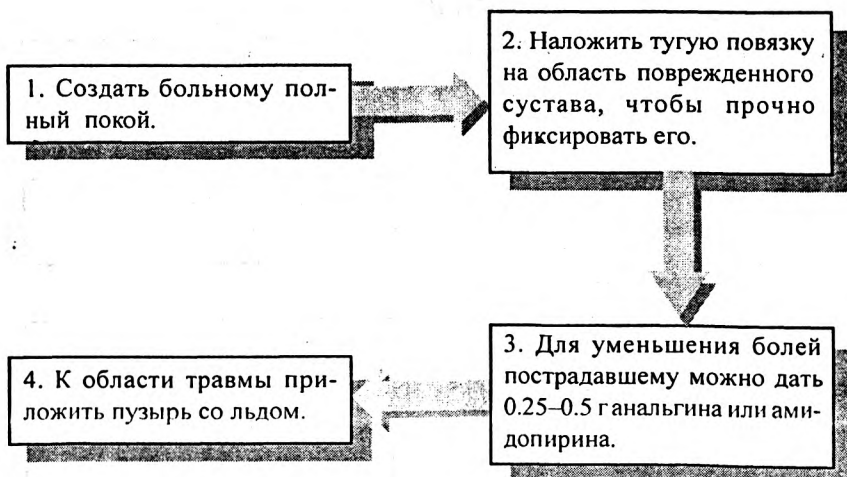 1. Создать больному пол-
ный покой.
2. Наложить тугую повязку
на область поврежденного
сустава, чтобы прочно
фиксировать его.
3. Для уменьшения болей
пострадавшему можно дать
0.25–0.5 г анальгина или ами-
допирина.
4. К области травмы при-
ложить пузырь со льдом.